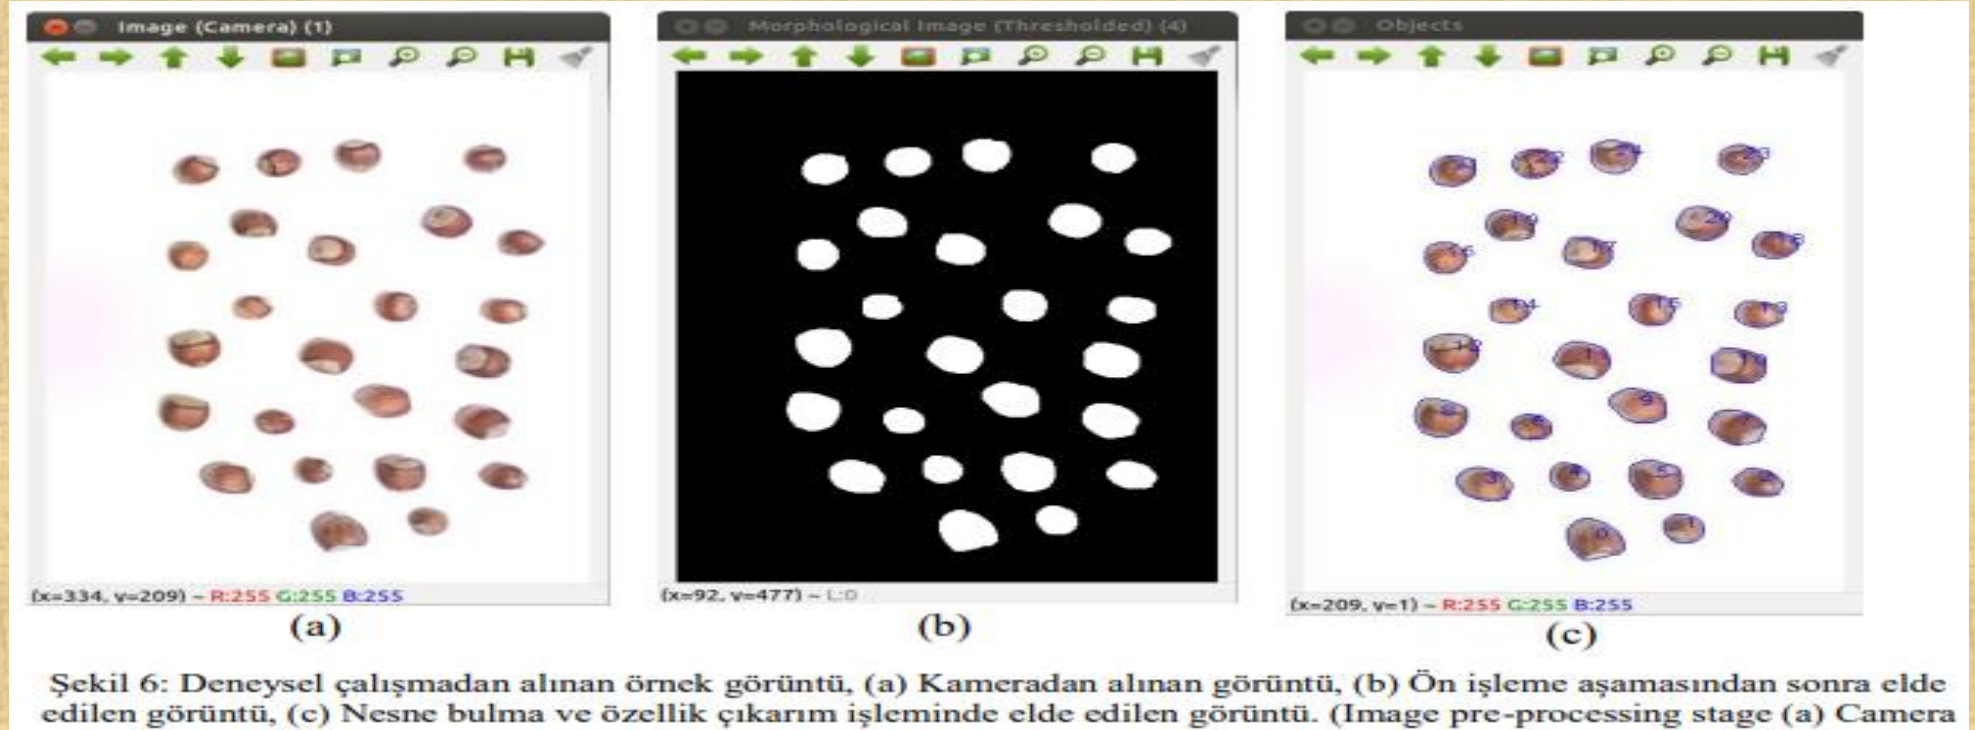 Image (Camera) (1)
Morphological Image (Thresholded) (4)
Objects
(x=334, y=209) ~ R:255 G:255 B:255
(x=92, y=477) ~ L:0
(x=209, y=1) ~ R:255 G:255 B:255
(a)
(b)
(c)
Şekil 6: Deneysel çalışmadan alınan örnek görüntü, (a) Kameradan alınan görüntü, (b) Ön işleme aşamasından sonra elde
edilen görüntü, (c) Nesne bulma ve özellik çıkarım işleminde elde edilen görüntü. (Image pre-processing stage (a) Camera